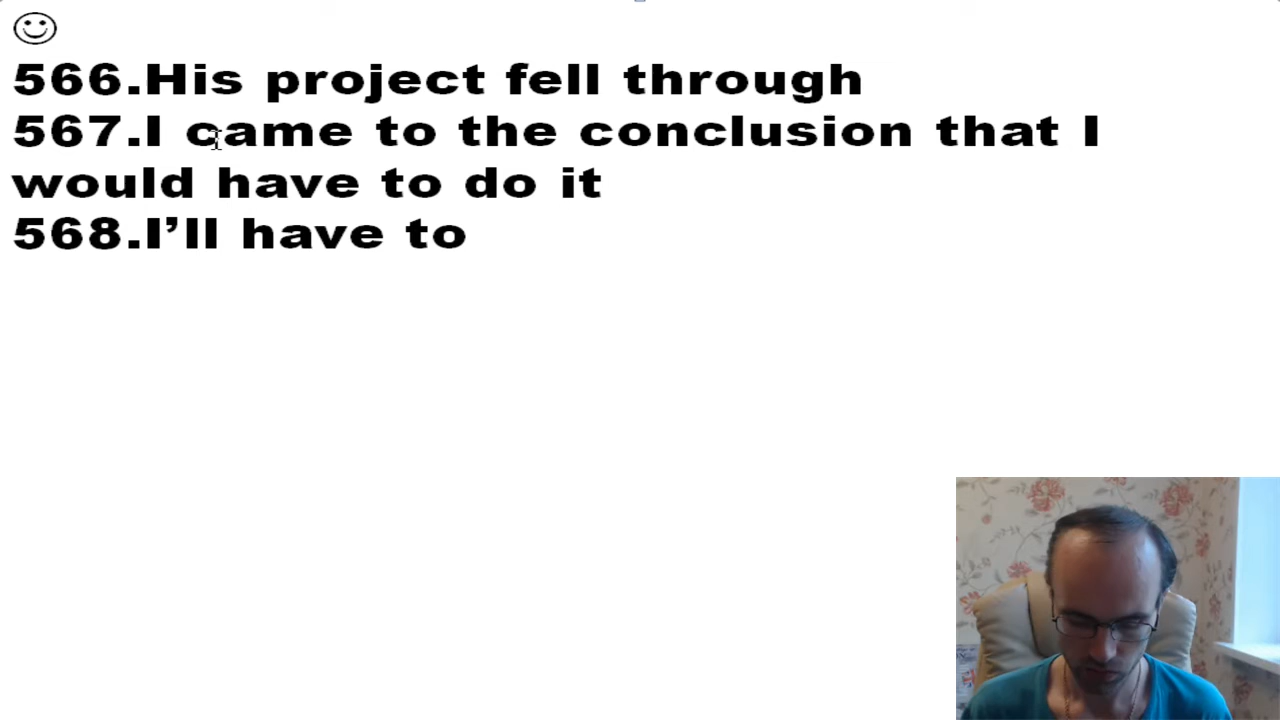 566.His project fell through
567.I came to the conclusion that I
would have to do it
568.I’ll have to